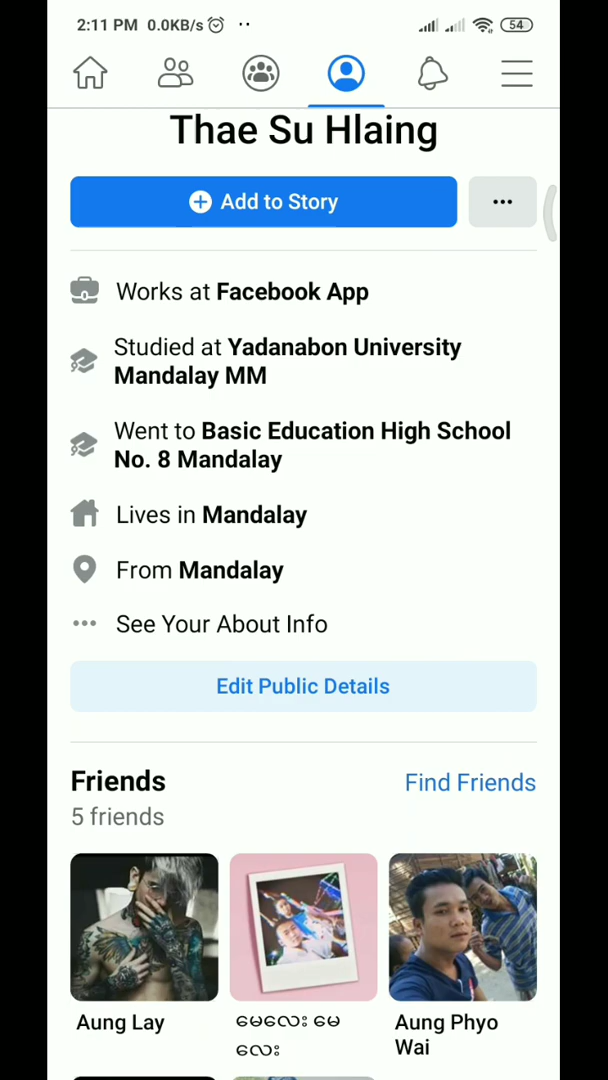 2:11 PM 0.0KB/s
54
Thae Su Hlaing
Add to Story
Works at Facebook App
Studied at Yadanabon University
Mandalay MM
Went to Basic Education High School
No. 8 Mandalay
Lives in Mandalay
From Mandalay
See Your About Info
Edit Public Details
Friends
Find Friends
5 friends
Aung Lay
မေလေး မေ
လေး
Aung Phyo
Wai